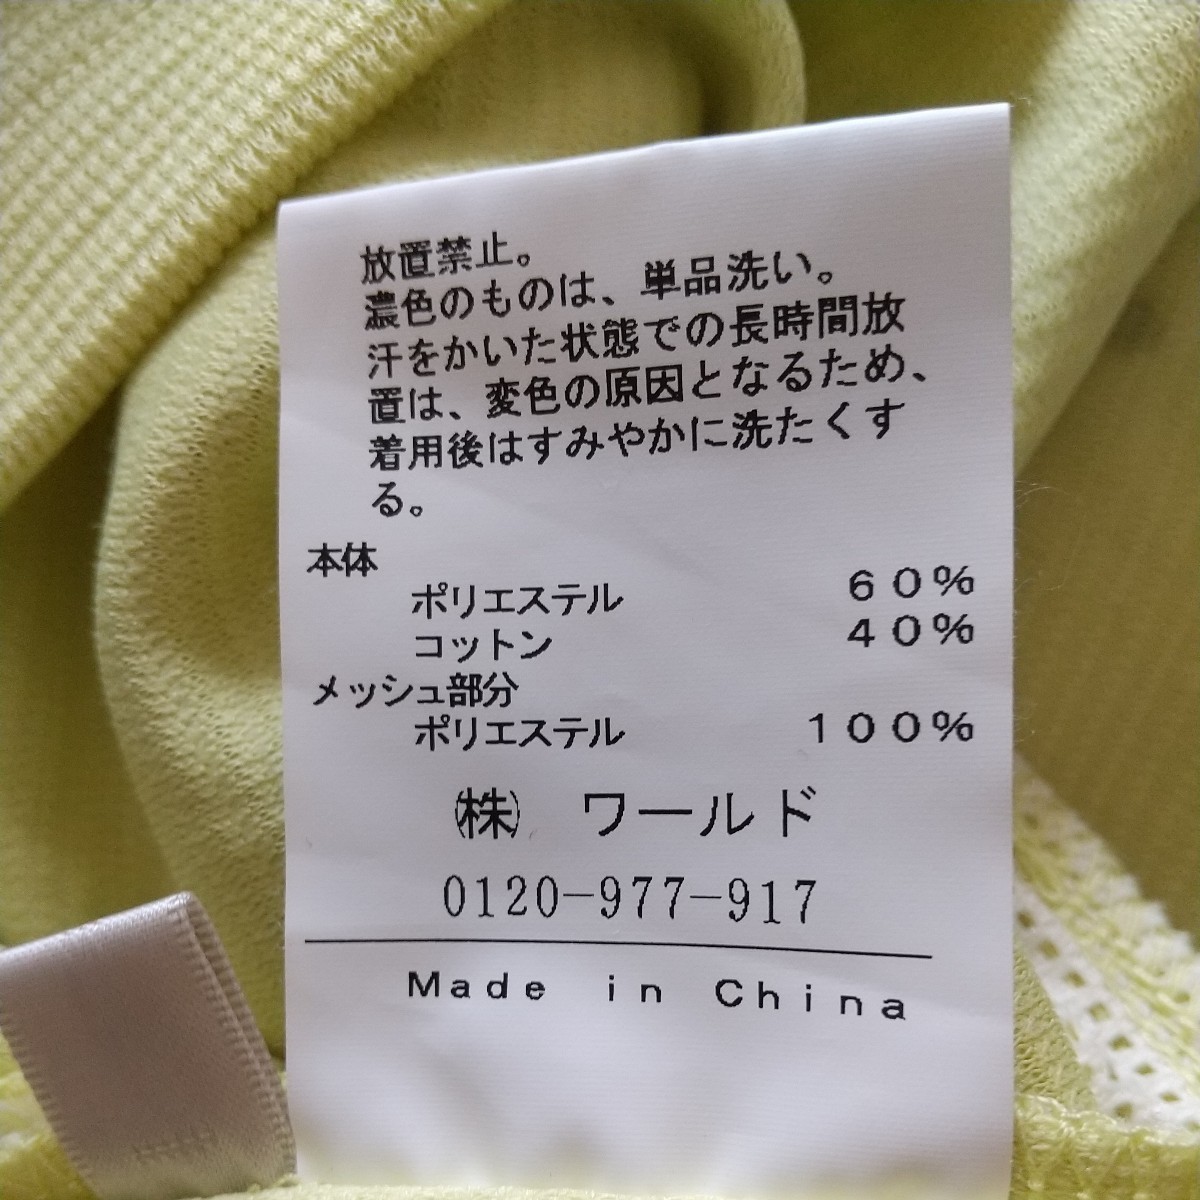 放置禁止。
濃色のものは、単品洗い。
汗をかいた状態での長時間放
置は、変色の原因となるため、
着用後はすみやかに洗たくす
る。
本体
ポリエステル 60%
コットン 40%
メッシュ部分
ポリエステル 100%
㈱ ワールド
0120-977-917
Made in China